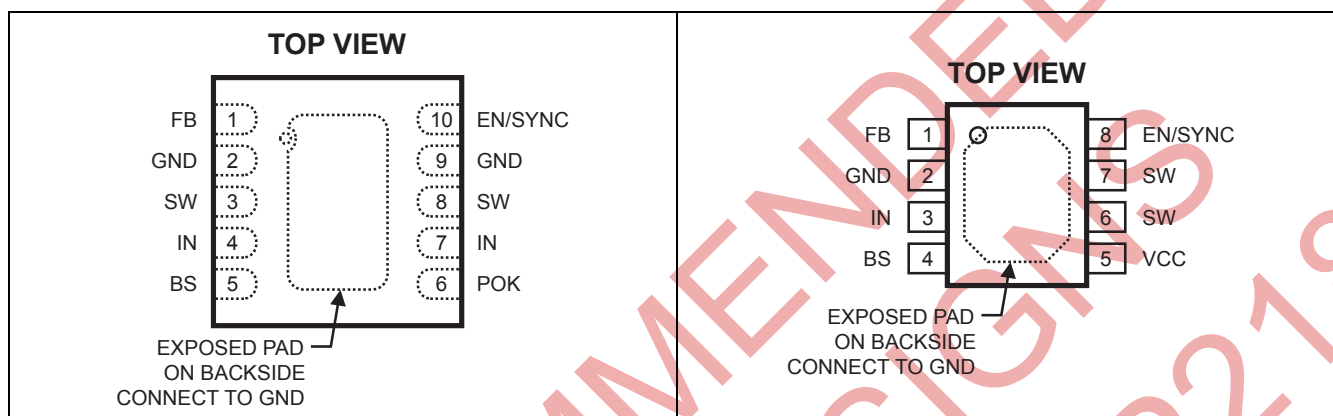 TOP VIEW
FB 1 10 EN/SYNC
GND 2 9 GND
SW 3 8 SW
IN 4 7 IN
BS 5 6 POK
EXPOSED PAD
ON BACKSIDE
CONNECT TO GND
TOP VIEW
FB 1 8 EN/SYNC
GND 2 7 SW
IN 3 6 SW
BS 4 5 VCC
EXPOSED PAD
ON BACKSIDE
CONNECT TO GND
MMENDED
SIGNS